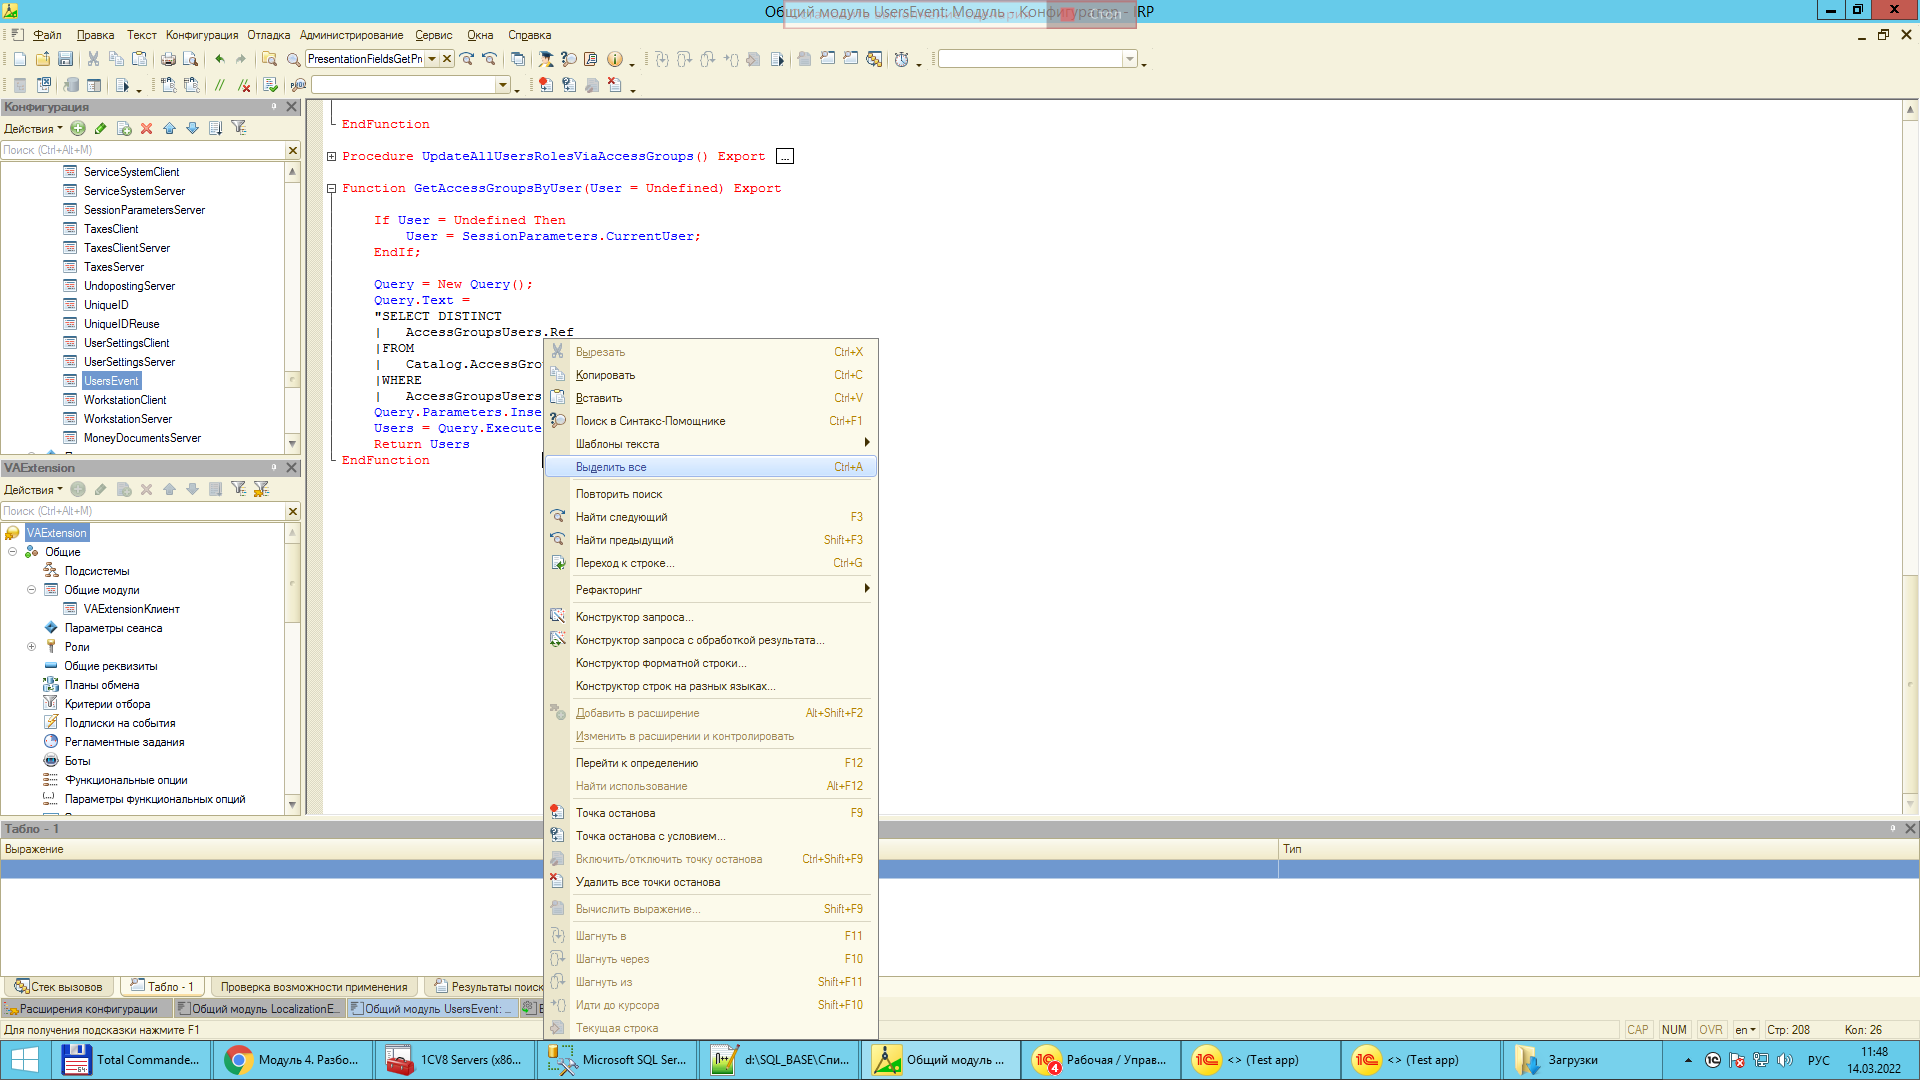 Общий модуль UsersEvent: Модуль - Конфигуратор - IRP
Стоп
Файл Правка Текст Конфигурация Отладка Администрирование Сервис Окна Справка
PresentationFieldsGetPr
Конфигурация
Действия
Поиск (Ctrl+Alt+M)
ServiceSystemClient
ServiceSystemServer
SessionParametersServer
TaxesClient
TaxesClientServer
TaxesServer
UndopostingServer
UniqueID
UniqueIDReuse
UserSettingsClient
UserSettingsServer
UsersEvent
WorkstationClient
WorkstationServer
MoneyDocumentsServer
VAExtension
Действия
Поиск (Ctrl+Alt+M)
VAExtension
Общие
Подсистемы
Общие модули
VAExtensionКлиент
Параметры сеанса
Роли
Общие реквизиты
Планы обмена
Критерии отбора
Подписки на события
Регламентные задания
Боты
Функциональные опции
Параметры функциональных опций
EndFunction
Procedure UpdateAllUsersRolesViaAccessGroups() Export ...
Function GetAccessGroupsByUser(User = Undefined) Export
If User = Undefined Then
User = SessionParameters.CurrentUser;
EndIf;
Query = New Query();
Query.Text =
"SELECT DISTINCT
| AccessGroupsUsers.Ref
|FROM
| Catalog.AccessGro
|WHERE
| AccessGroupsUsers
Query.Parameters.Inse
Users = Query.Execute
Return Users
EndFunction
Вырезать Ctrl+X
Копировать Ctrl+C
Вставить Ctrl+V
Поиск в Синтакс-Помощнике Ctrl+F1
Шаблоны текста
Выделить все Ctrl+A
Повторить поиск
Найти следующий F3
Найти предыдущий Shift+F3
Переход к строке... Ctrl+G
Рефакторинг
Конструктор запроса...
Конструктор запроса с обработкой результата...
Конструктор форматной строки...
Конструктор строк на разных языках...
Добавить в расширение Alt+Shift+F2
Изменить в расширении и контролировать
Перейти к определению F12
Найти использование Alt+F12
Точка останова F9
Точка останова с условием...
Включить/отключить точку останова Ctrl+Shift+F9
Удалить все точки останова
Вычислить выражение... Shift+F9
Шагнуть в F11
Шагнуть через F10
Шагнуть из Shift+F11
Идти до курсора Shift+F10
Текущая строка
Табло - 1
Выражение Тип
Стек вызовов Табло - 1 Проверка возможности применения Результаты поиск
Расширения конфигурации Общий модуль LocalizationE... Общий модуль UsersEvent: ...
Для получения подсказки нажмите F1 CAP NUM OVR en Стр: 208 Кол: 26
Total Commande... Модуль 4. Разбо... 1CV8 Servers (x86... Microsoft SQL Ser... d:\SQL_BASE\Спи... Общий модуль ... Рабочая / Управ... <> (Test app) <> (Test app) Загрузки РУС 11:48
14.03.2022